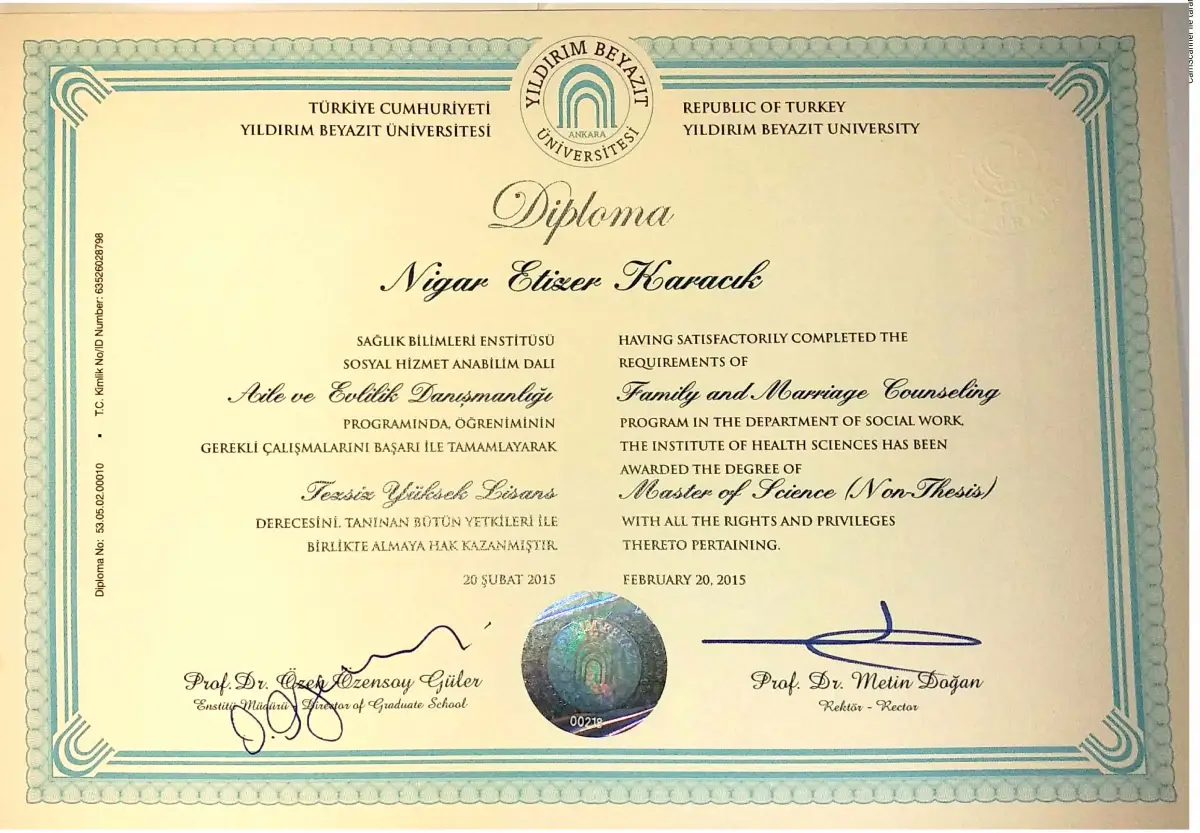 YILDIRIM BEYAZIT
ANKARA
ÜNİVERSİTESİ
TÜRKİYE CUMHURİYETİ
YILDIRIM BEYAZIT ÜNİVERSİTESİ
REPUBLIC OF TURKEY
YILDIRIM BEYAZIT UNIVERSITY
Diploma
Nigar Etizer Karacık
SAĞLIK BİLİMLERİ ENSTİTÜSÜ
SOSYAL HİZMET ANABİLİM DALI
Aile ve Evlilik Danışmanlığı
PROGRAMINDA, ÖĞRENİMİNİN
GEREKLİ ÇALIŞMALARINI BAŞARI İLE TAMAMLAYARAK
Tezsiz Yüksek Lisans
DERECESİNİ, TANINAN BÜTÜN YETKİLERİ İLE
BİRLİKTE ALMAYA HAK KAZANMIŞTIR.
20 ŞUBAT 2015
HAVING SATISFACTORILY COMPLETED THE
REQUIREMENTS OF
Family and Marriage Counseling
PROGRAM IN THE DEPARTMENT OF SOCIAL WORK,
THE INSTITUTE OF HEALTH SCIENCES HAS BEEN
AWARDED THE DEGREE OF
Master of Science (Non-Thesis)
WITH ALL THE RIGHTS AND PRIVILEGES
THERETO PERTAINING.
FEBRUARY 20, 2015
Prof. Dr. Özen Özensoy Güler
Enstitü Müdürü - Director of Graduate School
00218
Prof. Dr. Metin Doğan
Rektör - Rector
Diploma No: 53.05.02.00010 • T.C. Kimlik No/ID Number: 63526028798